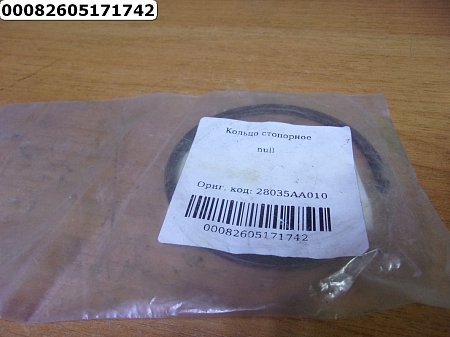 00082605171742
Кольцо стопорное
null
Ориг. код: 28035AA010
00082605171742